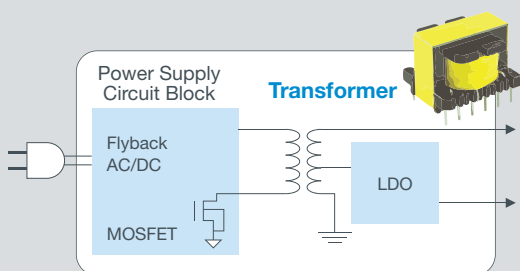 Power Supply
Circuit Block
Transformer
Flyback
AC/DC
MOSFET
LDO